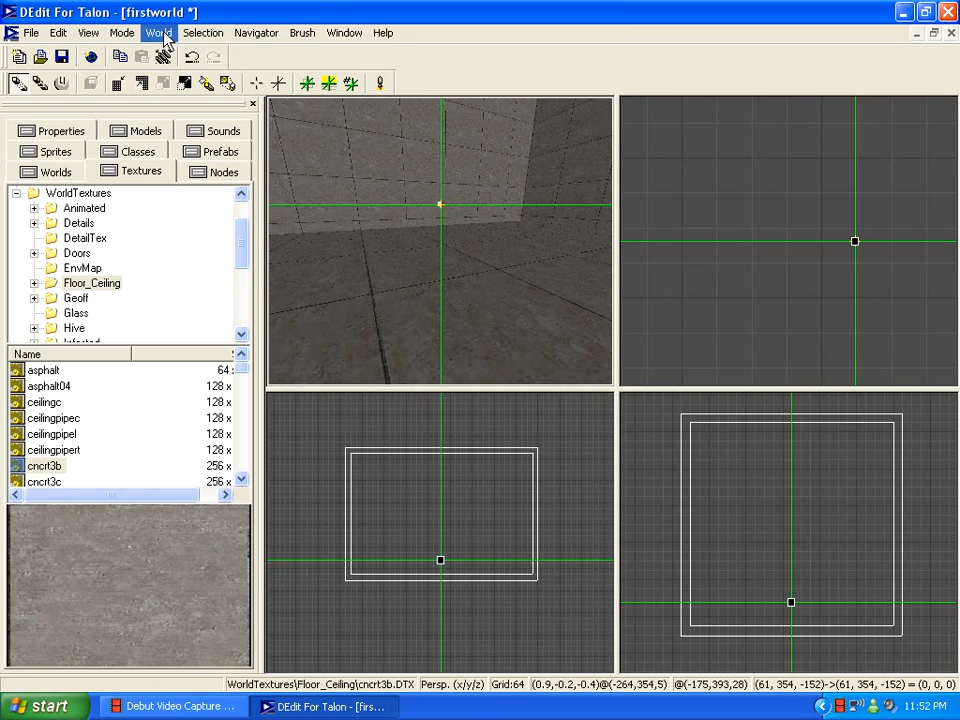 DEdit For Talon - [firstworld *]
File Edit View Mode World Selection Navigator Brush Window Help
Properties Models Sounds
Sprites Classes Prefabs
Worlds Textures Nodes
WorldTextures
Animated
Details
DetailTex
Doors
EnvMap
Floor_Ceiling
Geoff
Glass
Hive
Name
asphalt 64
asphalt04 128 x
ceilingc 128 x
ceilingpipec 128 x
ceilingpipel 128 x
ceilingpipert 128 x
cncrt3b 256 x
cncrt3c 256 x
WorldTextures\Floor_Ceiling\cncrt3b.DTX Persp. (x/y/z) Grid:64 (0.9,-0.2,-0.4)@(-264,354,5) @(-175,393,28) (61, 354, -152)->(61, 354, -152) = (0, 0, 0)
start Debut Video Capture ... DEdit For Talon - [firs... 11:52 PM